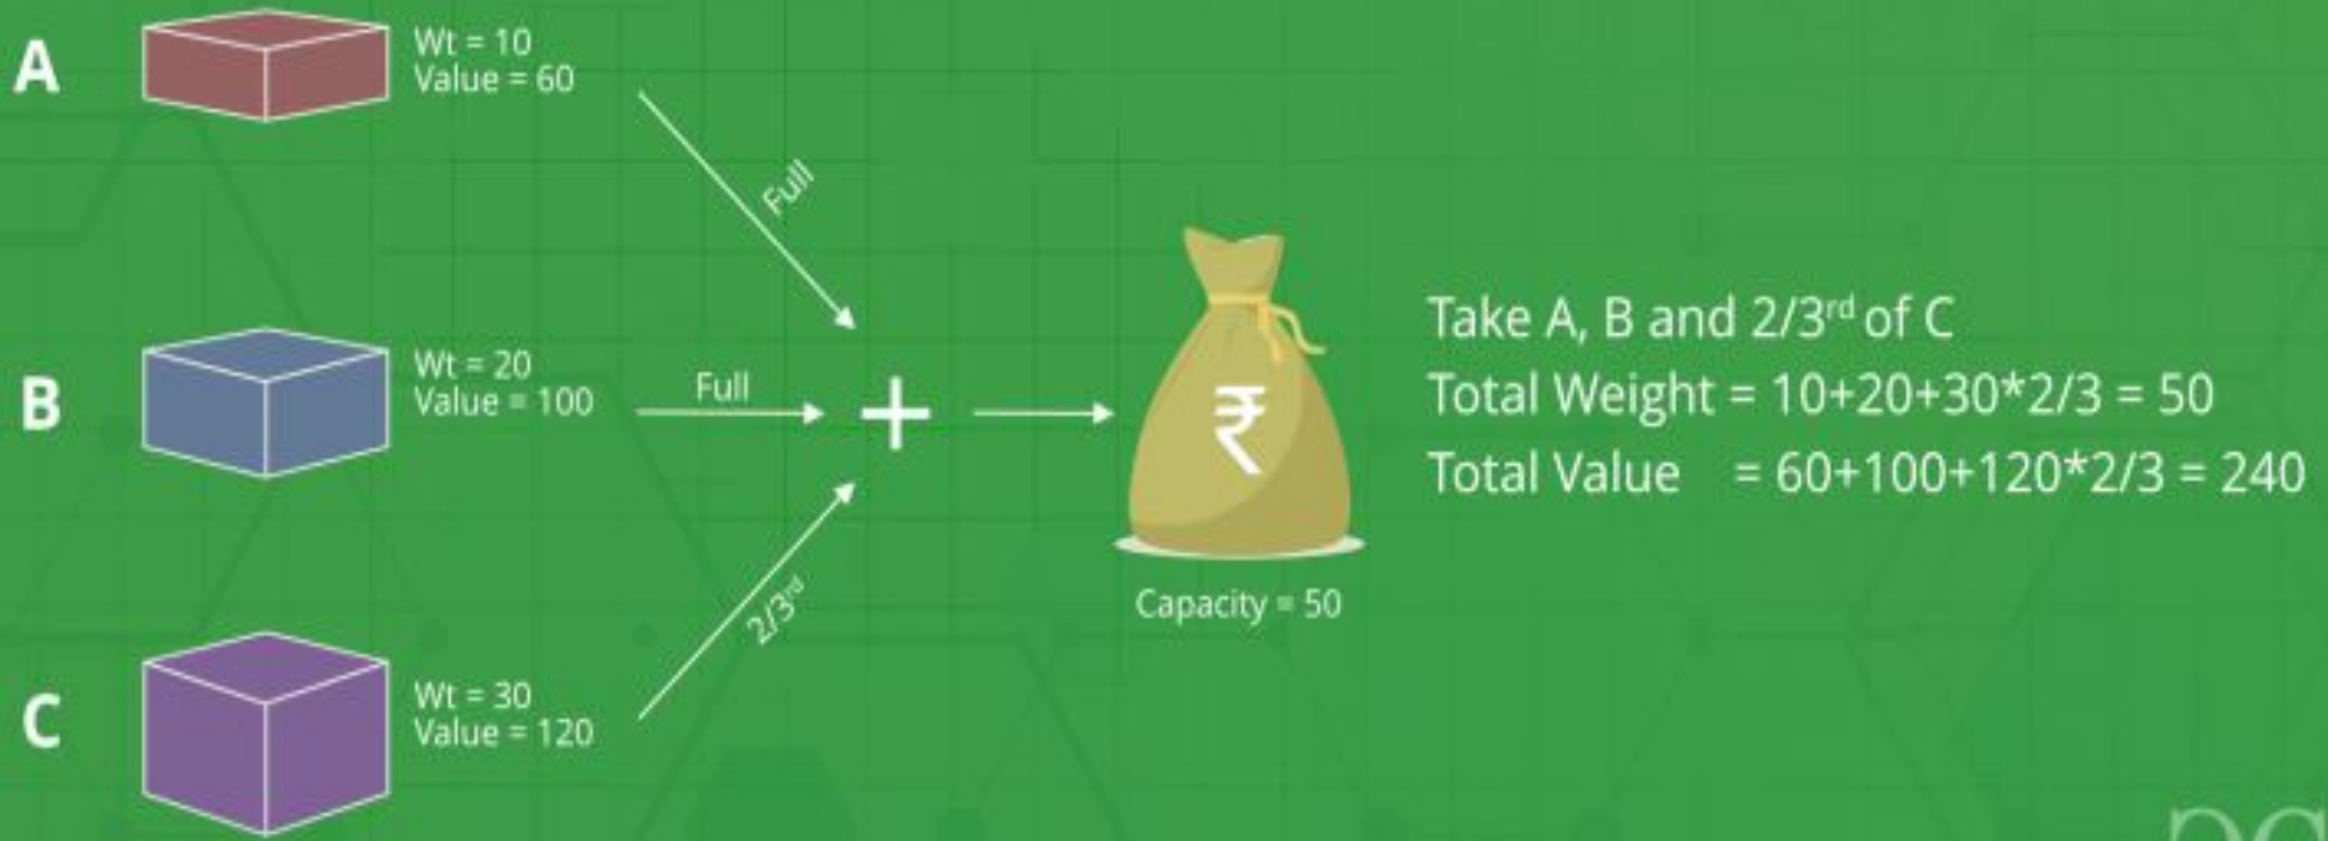 A
Wt = 10
Value = 60
Full
B
Wt = 20
Value = 100
Full
+
₹
Capacity = 50
C
Wt = 30
Value = 120
2/3rd
Take A, B and 2/3rd of C
Total Weight = 10+20+30*2/3 = 50
Total Value = 60+100+120*2/3 = 240